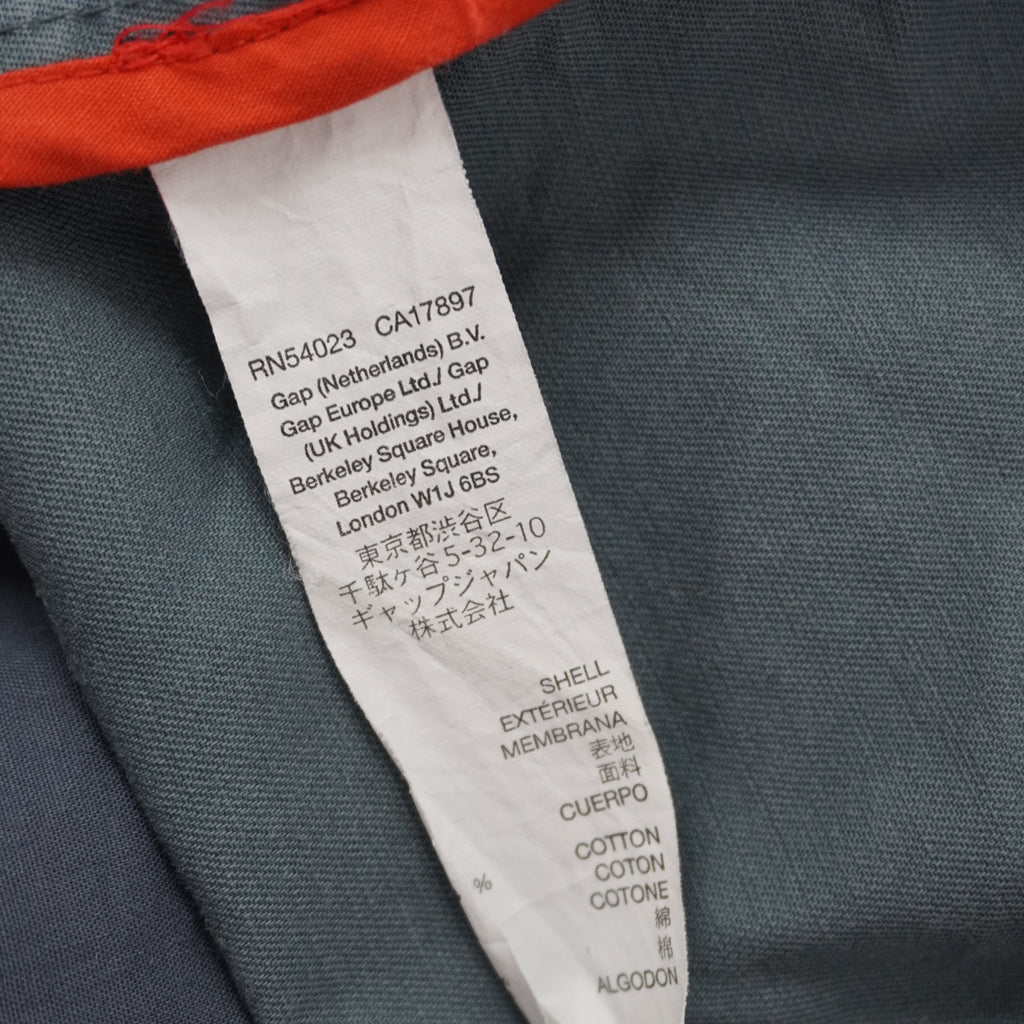 RN54023 CA17897
Gap (Netherlands) B.V.
Gap Europe Ltd./ Gap
(UK Holdings) Ltd./
Berkeley Square House,
Berkeley Square,
London W1J 6BS
東京都渋谷区
千駄ケ谷 5-32-10
ギャップジャパン
株式会社
SHELL
EXTÉRIEUR
MEMBRANA
表地
面料
CUERPO
% COTTON
COTON
COTONE
綿
棉
ALGODON